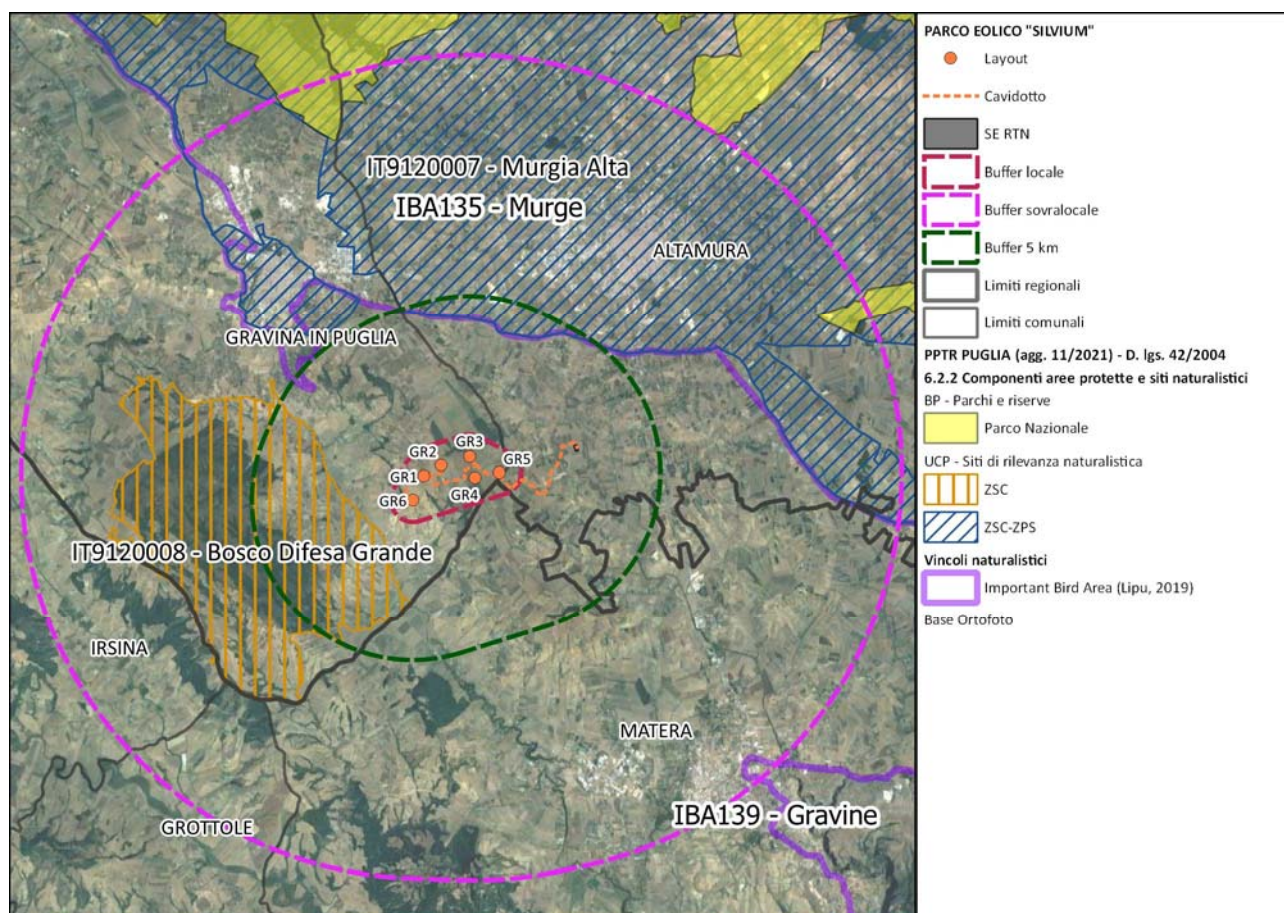 IT9120007 - Murgia Alta
IBA135 - Murge
ALTAMURA
GRAVINA IN PUGLIA
GR3
GR2
GR1
GR5
GR4
GR6
IT9120008 - Bosco Difesa Grande
IRSINA
MATERA
IBA139 - Gravine
GROTTOLE
PARCO EOLICO "SILVIUM"
Layout
Cavidotto
SE RTN
Buffer locale
Buffer sovralocale
Buffer 5 km
Limiti regionali
Limiti comunali
PPTR PUGLIA (agg. 11/2021) - D. lgs. 42/2004
6.2.2 Componenti aree protette e siti naturalistici
BP - Parchi e riserve
Parco Nazionale
UCP - Siti di rilevanza naturalistica
ZSC
ZSC-ZPS
Vincoli naturalistici
Important Bird Area (Lipu, 2019)
Base Ortofoto